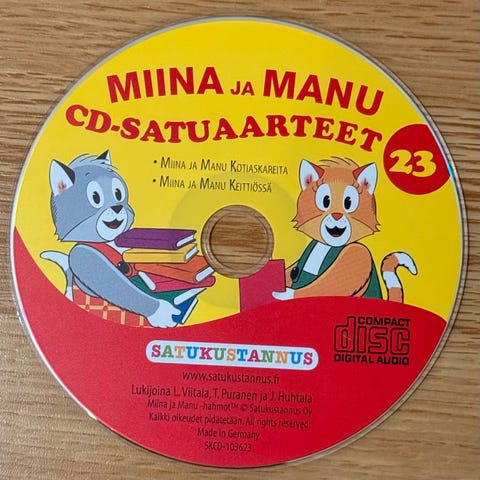 MIINA JA MANU
CD-SATUAARTEET
23
• MIINA JA MANU KOTIASKAREITA
• MIINA JA MANU KEITTIÖSSÄ
SATUKUSTANNUS
COMPACT
disc
DIGITAL AUDIO
www.satukustannus.fi
Lukijoina L. Viitala, T. Puranen ja J. Huhtala
Miina ja Manu -hahmot™ © Satukustannus Oy
Kaikki oikeudet pidätetään. All rights reserved.
Made in Germany.
SKCD-103623